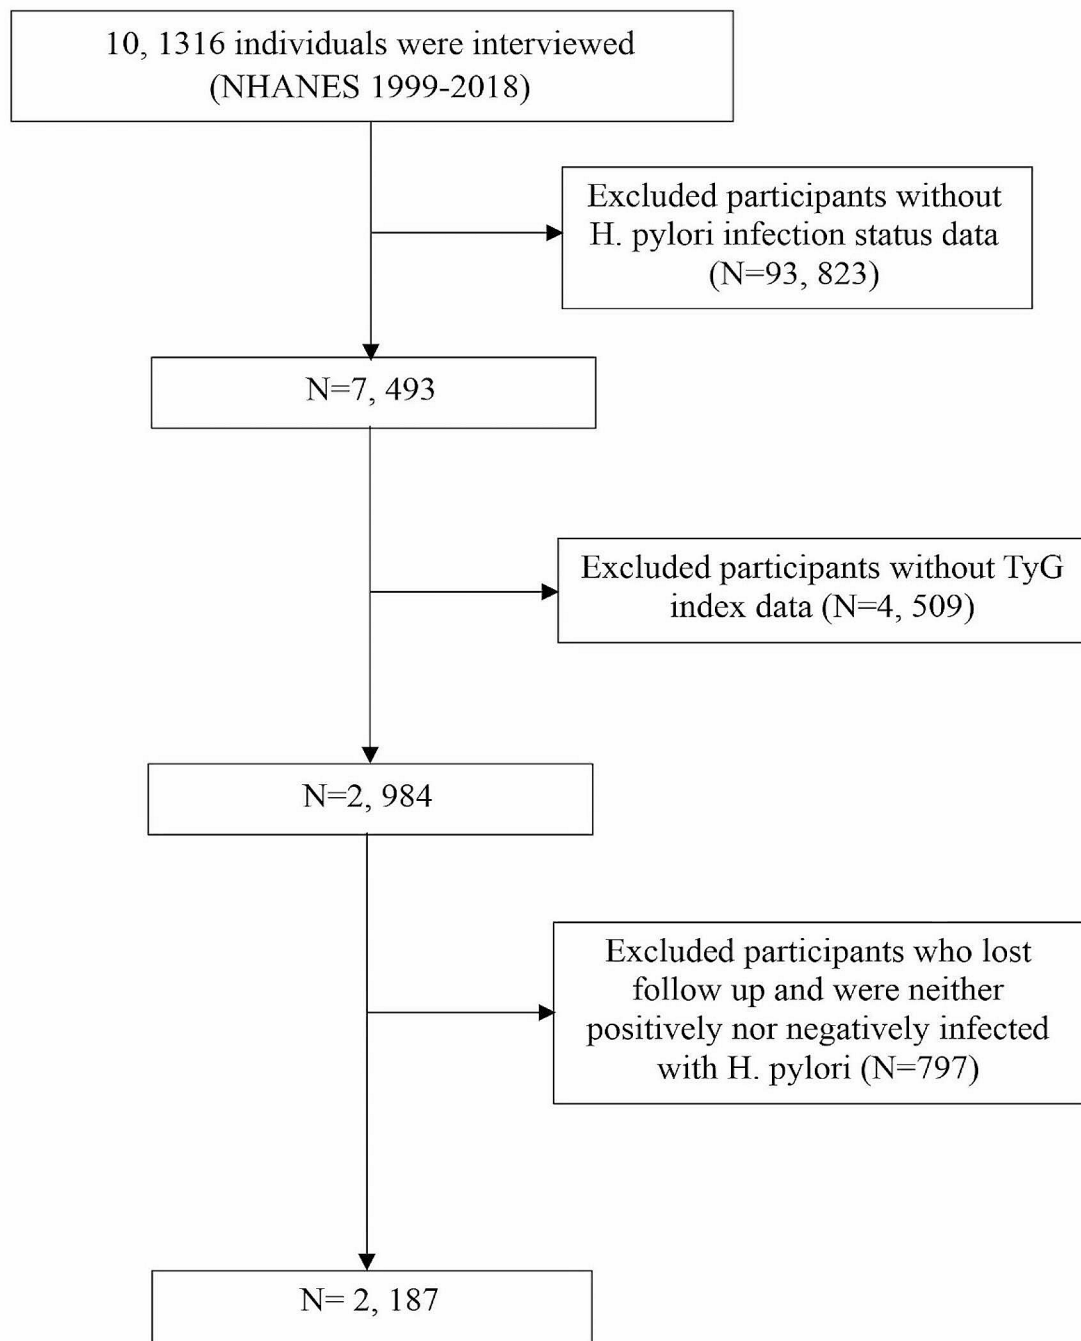 10, 1316 individuals were interviewed
(NHANES 1999-2018)
Excluded participants without
H. pylori infection status data
(N=93, 823)
N=7, 493
Excluded participants without TyG
index data (N=4, 509)
N=2, 984
Excluded participants who lost
follow up and were neither
positively nor negatively infected
with H. pylori (N=797)
N= 2, 187